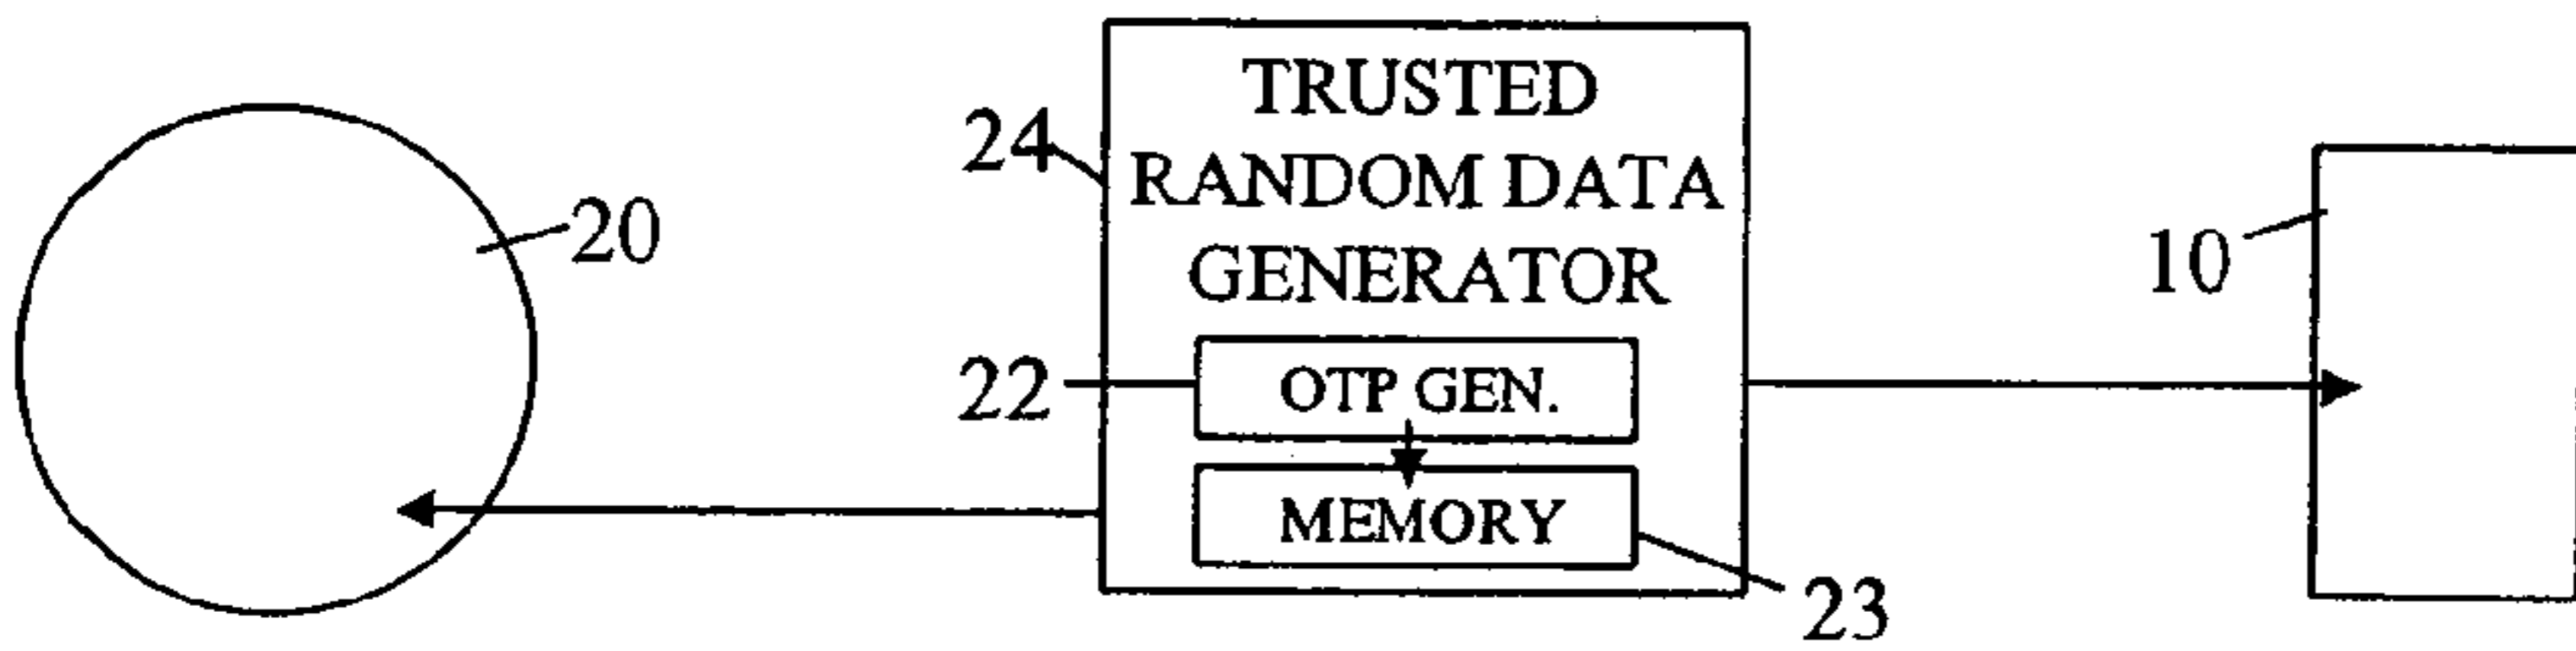 TRUSTED
RANDOM DATA
GENERATOR
24
20
10
22
OTP GEN.
MEMORY
23